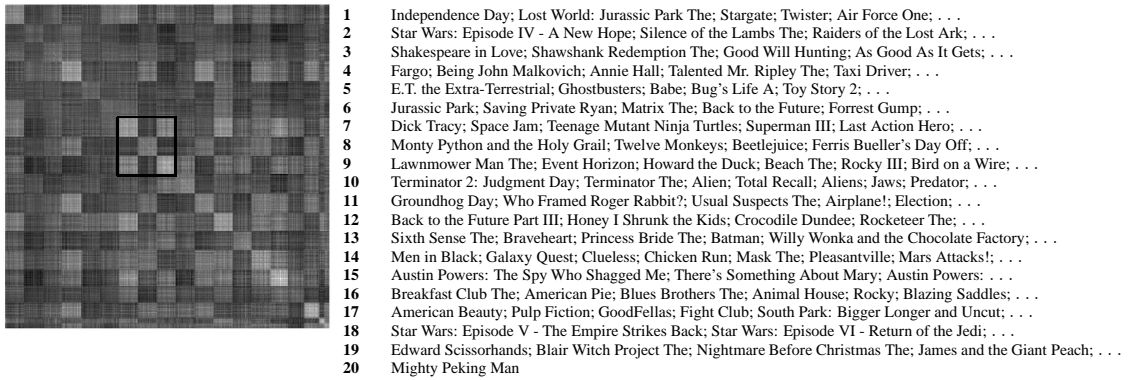 1 Independence Day; Lost World: Jurassic Park The; Stargate; Twister; Air Force One; . . .
2 Star Wars: Episode IV - A New Hope; Silence of the Lambs The; Raiders of the Lost Ark; . . .
3 Shakespeare in Love; Shawshank Redemption The; Good Will Hunting; As Good As It Gets; . . .
4 Fargo; Being John Malkovich; Annie Hall; Talented Mr. Ripley The; Taxi Driver; . . .
5 E.T. the Extra-Terrestrial; Ghostbusters; Babe; Bug's Life A; Toy Story 2; . . .
6 Jurassic Park; Saving Private Ryan; Matrix The; Back to the Future; Forrest Gump; . . .
7 Dick Tracy; Space Jam; Teenage Mutant Ninja Turtles; Superman III; Last Action Hero; . . .
8 Monty Python and the Holy Grail; Twelve Monkeys; Beetlejuice; Ferris Bueller's Day Off; . . .
9 Lawnmower Man The; Event Horizon; Howard the Duck; Beach The; Rocky III; Bird on a Wire; . . .
10 Terminator 2: Judgment Day; Terminator The; Alien; Total Recall; Aliens; Jaws; Predator; . . .
11 Groundhog Day; Who Framed Roger Rabbit?; Usual Suspects The; Airplane!; Election; . . .
12 Back to the Future Part III; Honey I Shrunk the Kids; Crocodile Dundee; Rocketeer The; . . .
13 Sixth Sense The; Braveheart; Princess Bride The; Batman; Willy Wonka and the Chocolate Factory; . . .
14 Men in Black; Galaxy Quest; Clueless; Chicken Run; Mask The; Pleasantville; Mars Attacks!; . . .
15 Austin Powers: The Spy Who Shagged Me; There's Something About Mary; Austin Powers: . . .
16 Breakfast Club The; American Pie; Blues Brothers The; Animal House; Rocky; Blazing Saddles; . . .
17 American Beauty; Pulp Fiction; GoodFellas; Fight Club; South Park: Bigger Longer and Uncut; . . .
18 Star Wars: Episode V - The Empire Strikes Back; Star Wars: Episode VI - Return of the Jedi; . . .
19 Edward Scissorhands; Blair Witch Project The; Nightmare Before Christmas The; James and the Giant Peach; . . .
20 Mighty Peking Man